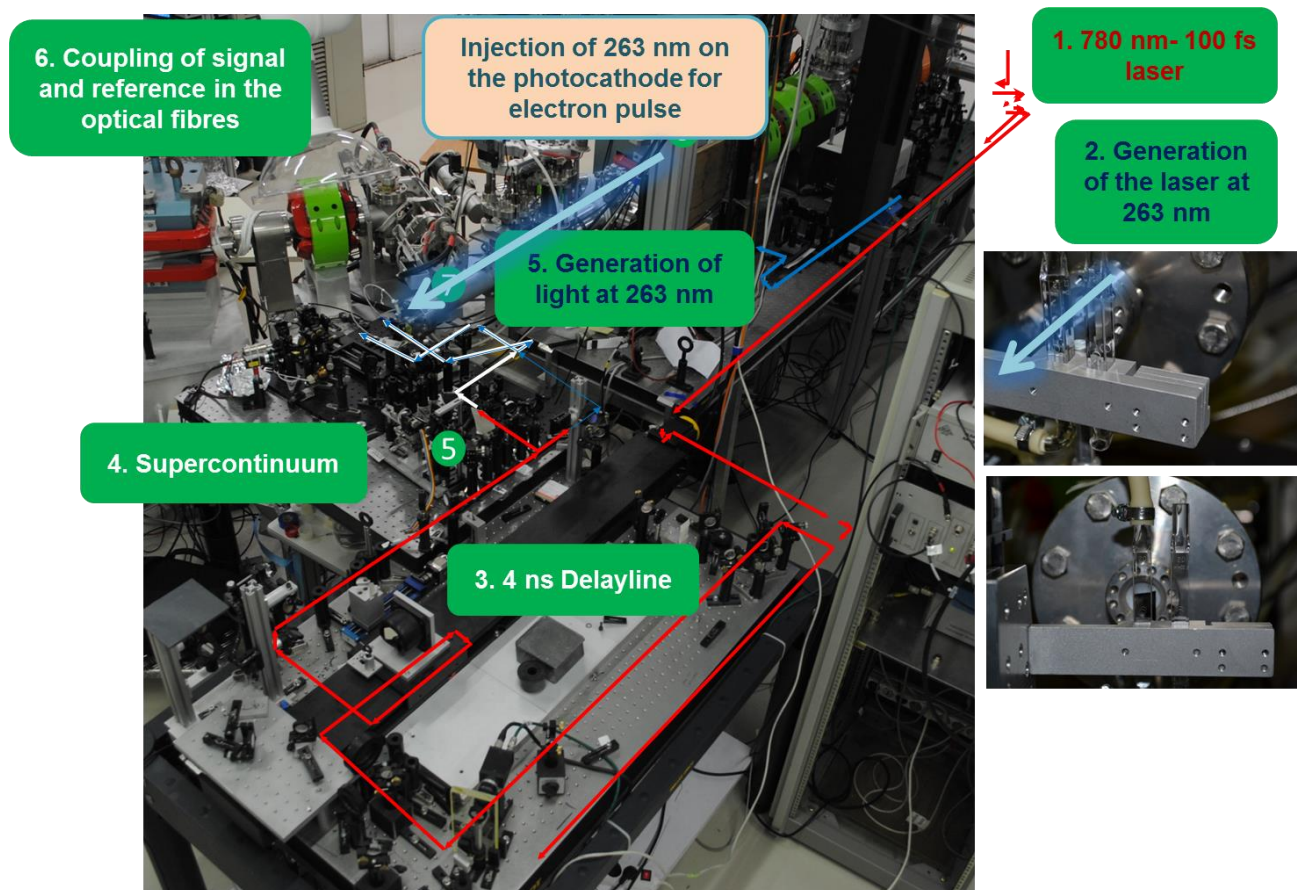 6. Coupling of signal
and reference in the
optical fibres
Injection of 263 nm on
the photocathode for
electron pulse
1. 780 nm- 100 fs
laser
2. Generation
of the laser at
263 nm
5. Generation of
light at 263 nm
7
4. Supercontinuum
5
3. 4 ns Delayline